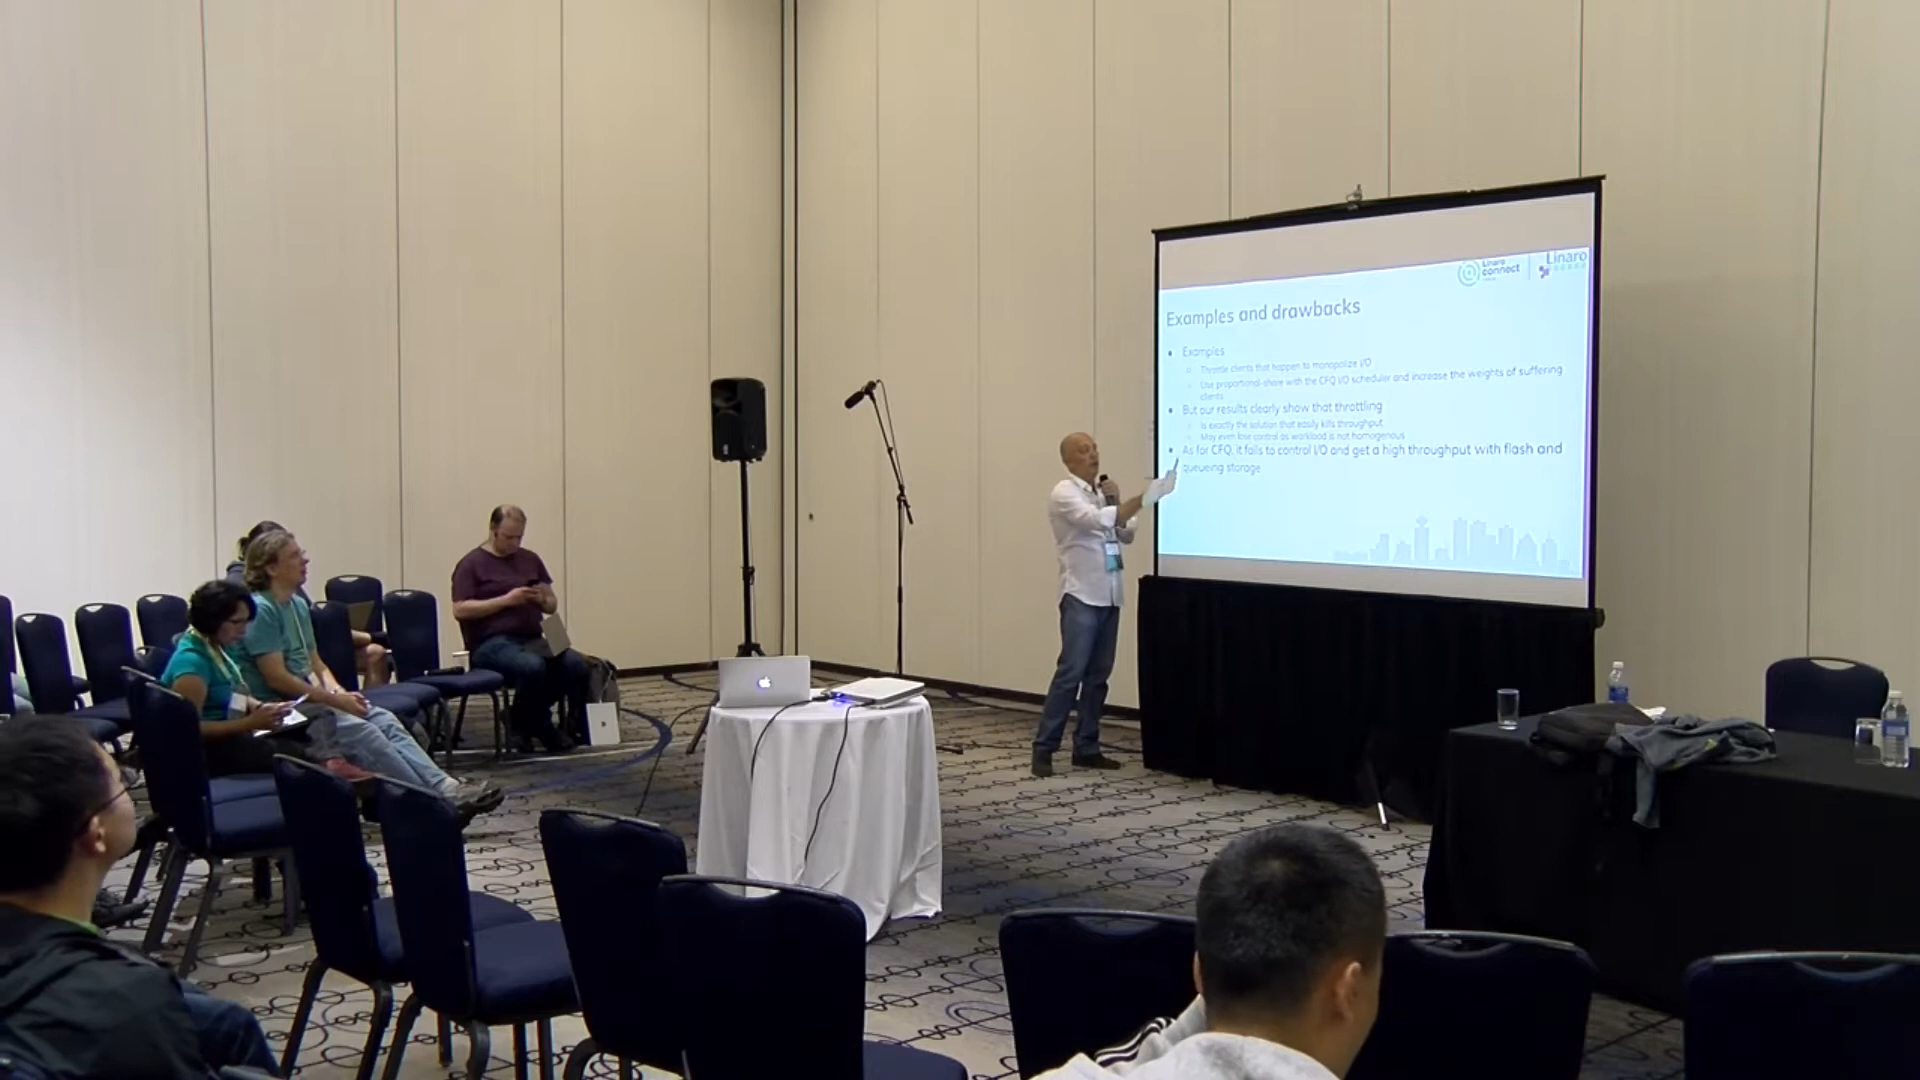 Linaro
connect
Linaro
Examples and drawbacks
Examples
Throttle clients that happen to monopolize I/O
Use proportional-share with the CFQ I/O scheduler and increase the weights of suffering
clients
But our results clearly show that throttling
Is exactly the solution that easily kills throughput
May even lose control as workload is not homogenous
As for CFQ, it fails to control I/O and get a high throughput with flash and
queueing storage